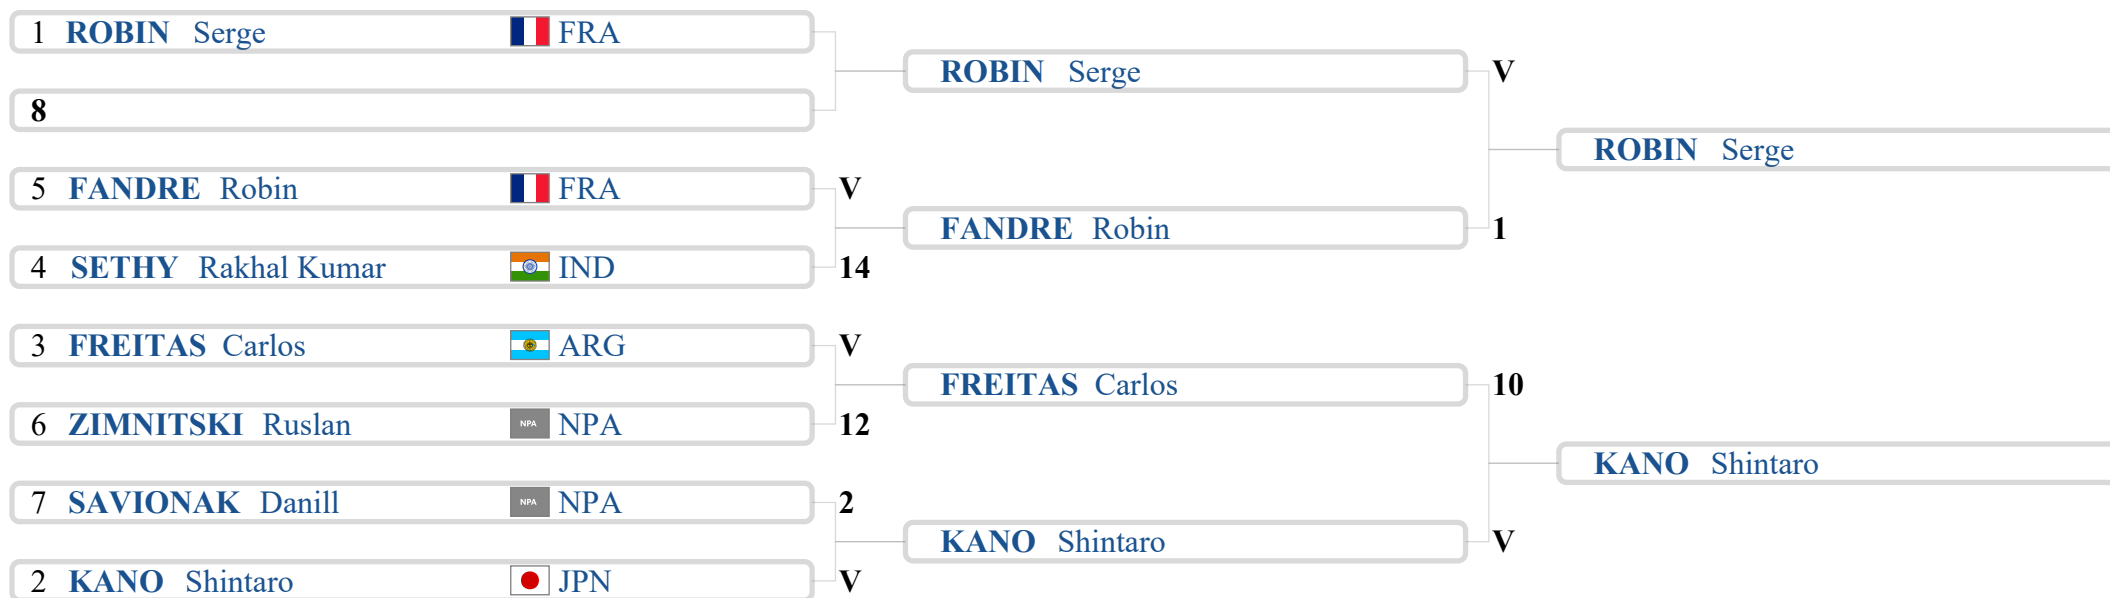 1 ROBIN Serge FRA
ROBIN Serge V
8
ROBIN Serge
5 FANDRE Robin FRA V
FANDRE Robin 1
4 SETHY Rakhal Kumar IND 14
3 FREITAS Carlos ARG V
FREITAS Carlos 10
6 ZIMNITSKI Ruslan NPA NPA 12
KANO Shintaro
7 SAVIONAK Danill NPA NPA 2
KANO Shintaro V
2 KANO Shintaro JPN V